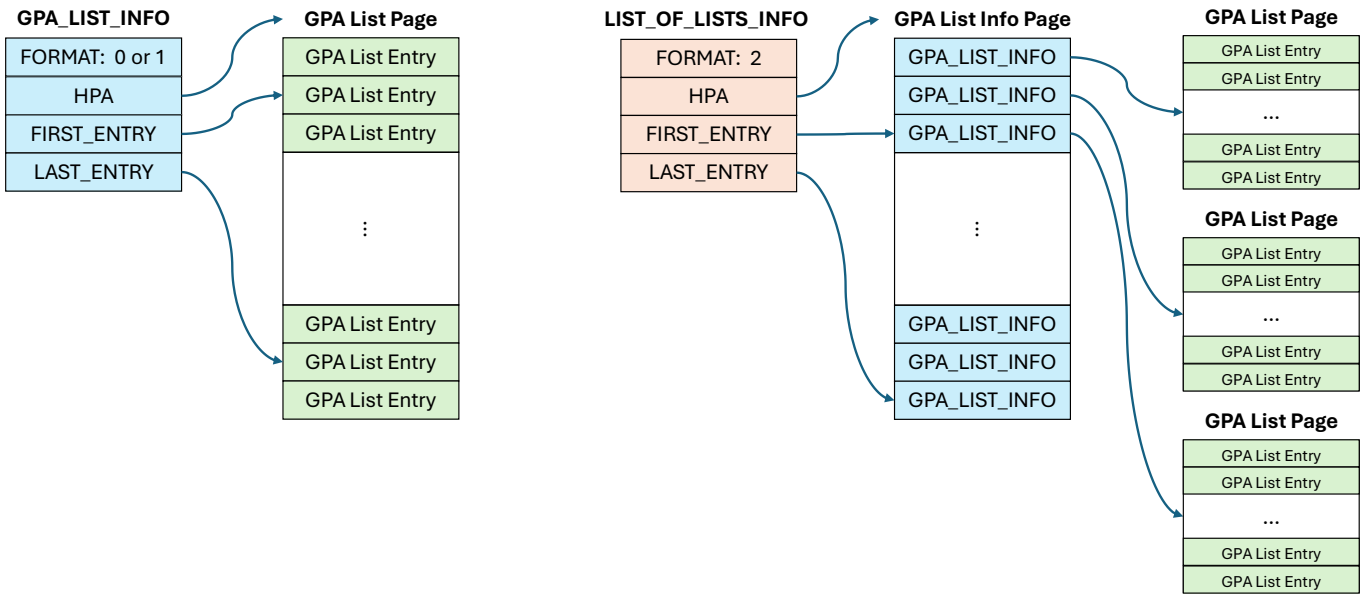 GPA_LIST_INFO
FORMAT: 0 or 1
HPA
FIRST_ENTRY
LAST_ENTRY
GPA List Page
GPA List Entry
GPA List Entry
GPA List Entry
⋮
GPA List Entry
GPA List Entry
GPA List Entry
LIST_OF_LISTS_INFO
FORMAT: 2
HPA
FIRST_ENTRY
LAST_ENTRY
GPA List Info Page
GPA_LIST_INFO
GPA_LIST_INFO
GPA_LIST_INFO
⋮
GPA_LIST_INFO
GPA_LIST_INFO
GPA_LIST_INFO
GPA List Page
GPA List Entry
GPA List Entry
...
GPA List Entry
GPA List Entry
GPA List Page
GPA List Entry
GPA List Entry
...
GPA List Entry
GPA List Entry
GPA List Page
GPA List Entry
GPA List Entry
...
GPA List Entry
GPA List Entry